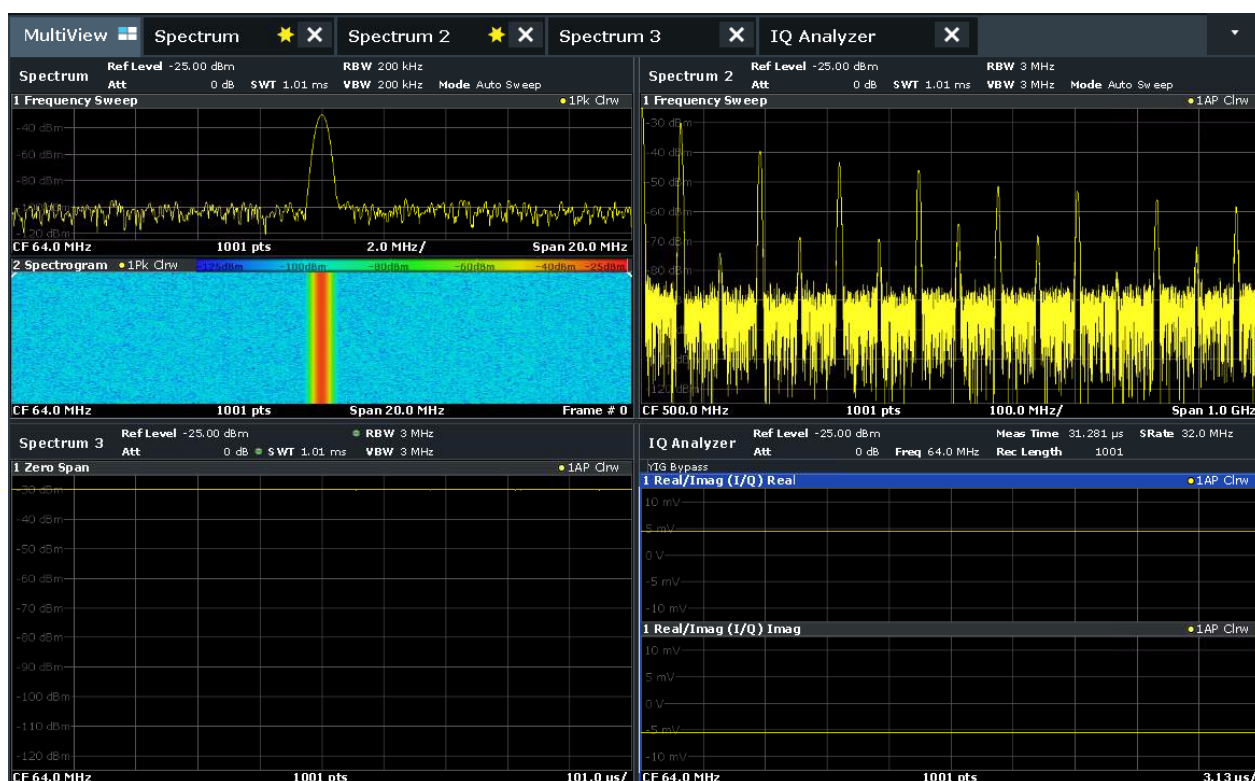 MultiView Spectrum Spectrum 2 Spectrum 3 IQ Analyzer
Spectrum
Ref Level -25.00 dBm RBW 200 kHz
Att 0 dB SWT 1.01 ms VBW 200 kHz Mode Auto Sweep
1 Frequency Sweep 1Pk Clrw
-40 dBm
-60 dBm
-80 dBm
-100 dBm
-120 dBm
CF 64.0 MHz 1001 pts 2.0 MHz/ Span 20.0 MHz
2 Spectrogram 1Pk Clrw -125dBm -100dBm -80dBm -60dBm -40dBm -25dBm
CF 64.0 MHz 1001 pts Span 20.0 MHz Frame # 0
Spectrum 2
Ref Level -25.00 dBm RBW 3 MHz
Att 0 dB SWT 1.01 ms VBW 3 MHz Mode Auto Sweep
1 Frequency Sweep 1AP Clrw
-30 dBm
-40 dBm
-50 dBm
-60 dBm
-70 dBm
-80 dBm
CF 500.0 MHz 1001 pts 100.0 MHz/ Span 1.0 GHz
Spectrum 3
Ref Level -25.00 dBm RBW 3 MHz
Att 0 dB SWT 1.01 ms VBW 3 MHz
1 Zero Span 1AP Clrw
-30 dBm
-40 dBm
-50 dBm
-60 dBm
-70 dBm
-80 dBm
-90 dBm
-100 dBm
-110 dBm
-120 dBm
CF 64.0 MHz 1001 pts 101.0 µs/
IQ Analyzer
Ref Level -25.00 dBm Meas Time 31.281 µs SRate 32.0 MHz
Att 0 dB Freq 64.0 MHz Rec Length 1001
YIG Bypass
1 Real/Imag (I/Q) Real 1AP Clrw
10 mV
5 mV
0 V
-5 mV
-10 mV
1 Real/Imag (I/Q) Imag 1AP Clrw
10 mV
5 mV
0 V
-5 mV
-10 mV
CF 64.0 MHz 1001 pts 3.13 µs/